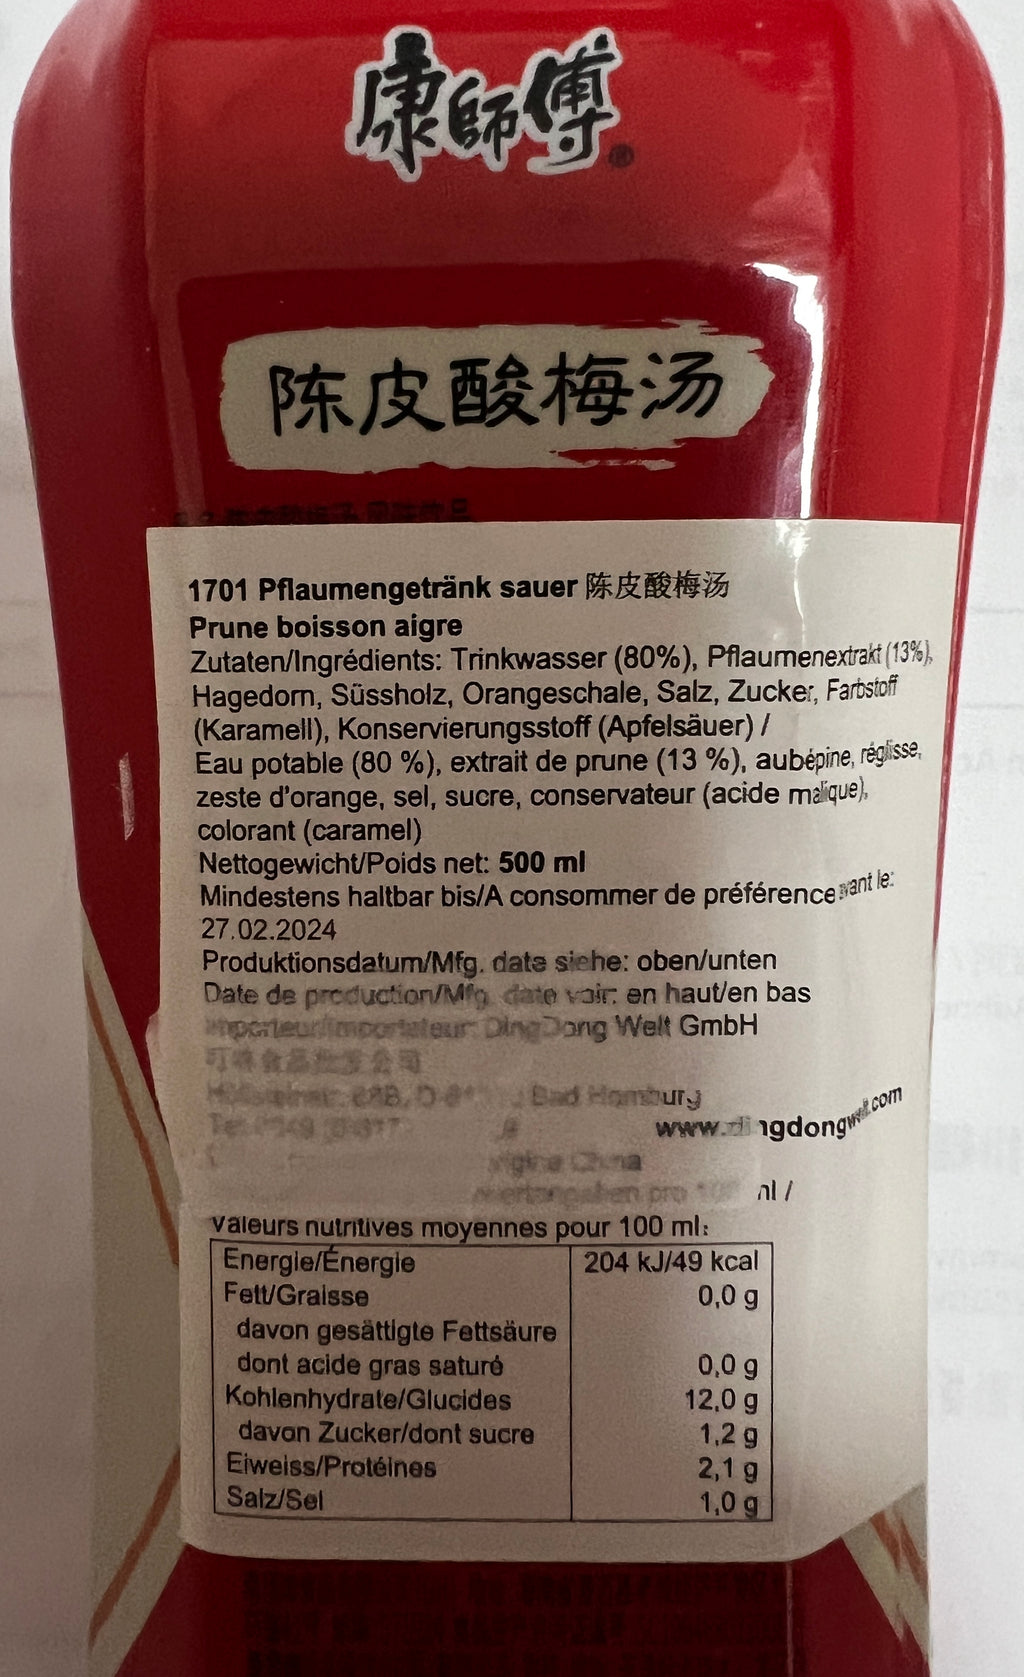 康師傅
陈皮酸梅汤
1701 Pflaumengetränk sauer 陈皮酸梅汤
Prune boisson aigre
Zutaten/Ingrédients: Trinkwasser (80%), Pflaumenextrakt (13%),
Hagedorn, Süssholz, Orangeschale, Salz, Zucker, Farbstoff
(Karamell), Konservierungsstoff (Apfelsäuer) /
Eau potable (80 %), extrait de prune (13 %), aubépine, réglisse,
zeste d'orange, sel, sucre, conservateur (acide malique),
colorant (caramel)
Nettogewicht/Poids net: 500 ml
Mindestens haltbar bis/A consommer de préférence avant le:
27.02.2024
Produktionsdatum/Mfg. date siehe: oben/unten
Date de production/Mfg. date voir: en haut/en bas
DingDong Welt GmbH
Bad Homburg
www.dingdongwelt.com
China
pro
Valeurs nutritives moyennes pour 100 ml:
Energie/Énergie 204 kJ/49 kcal
Fett/Graisse 0,0 g
davon gesättigte Fettsäure
dont acide gras saturé 0,0 g
Kohlenhydrate/Glucides 12,0 g
davon Zucker/dont sucre 1,2 g
Eiweiss/Protéines 2,1 g
Salz/Sel 1,0 g